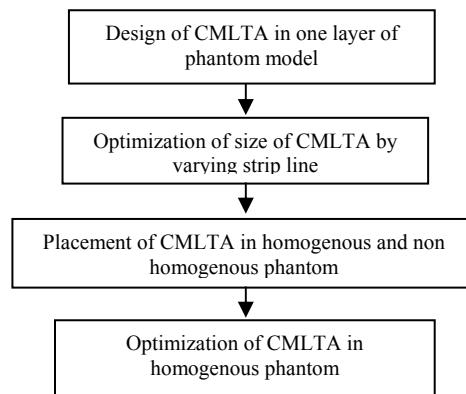 Design of CMLTA in one layer of
phantom model
Optimization of size of CMLTA by
varying strip line
Placement of CMLTA in homogenous and non
homogenous phantom
Optimization of CMLTA in
homogenous phantom